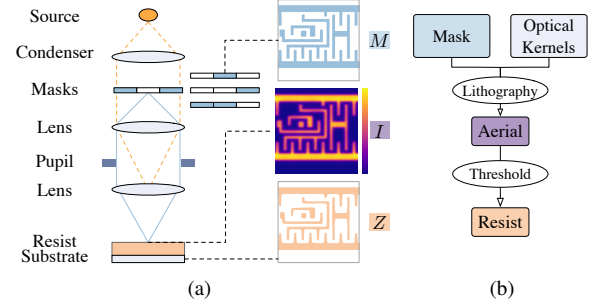 Source
Condenser
Masks
Lens
Pupil
Lens
Resist
Substrate
M
I
Z
(a)
Mask
Optical
Kernels
Lithography
Aerial
Threshold
Resist
(b)